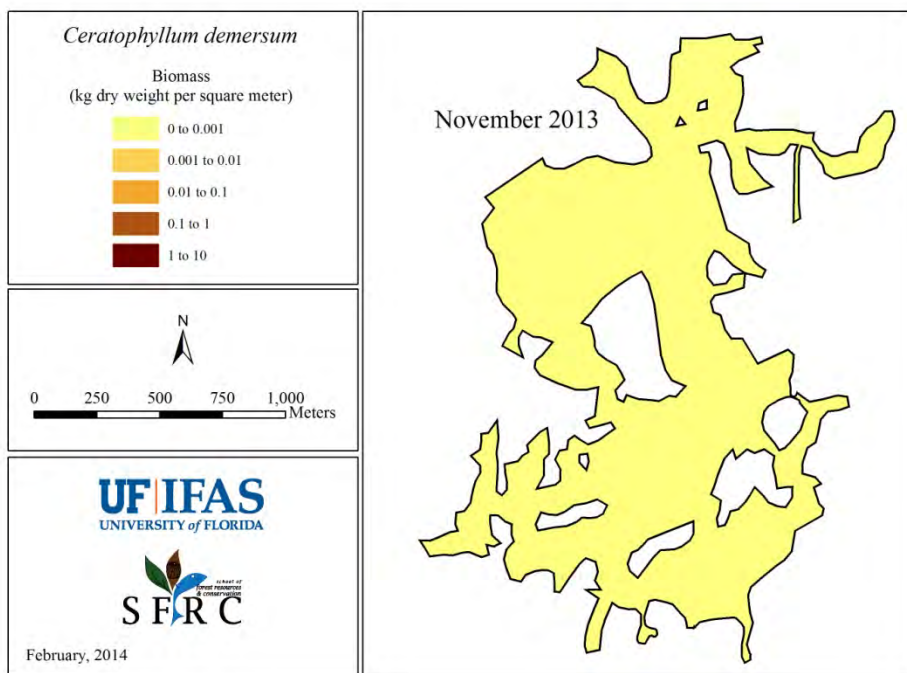 Ceratophyllum demersum
Biomass
(kg dry weight per square meter)
0 to 0.001
0.001 to 0.01
0.01 to 0.1
0.1 to 1
1 to 10
N
0 250 500 750 1,000
Meters
UF|IFAS
UNIVERSITY of FLORIDA
school of
forest resources
& conservation
SFRC
February, 2014
November 2013